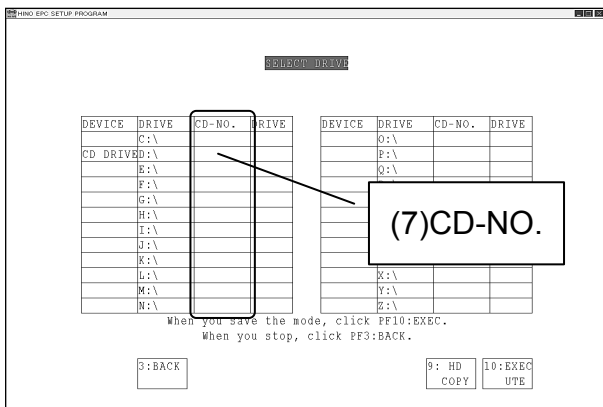 HINO EPC SETUP PROGRAM
SELECT DRIVE
DEVICE DRIVE CD-NO. DRIVE DEVICE DRIVE CD-NO. DRIVE
C:\ O:\
CD DRIVE D:\ P:\
E:\ Q:\
F:\
G:\
H:\
I:\
J:\
K:\
L:\ X:\
M:\ Y:\
N:\ Z:\
(7)CD-NO.
When you save the mode, click PF10:EXEC.
When you stop, click PF3:BACK.
3:BACK 9: HD COPY 10:EXECUTE